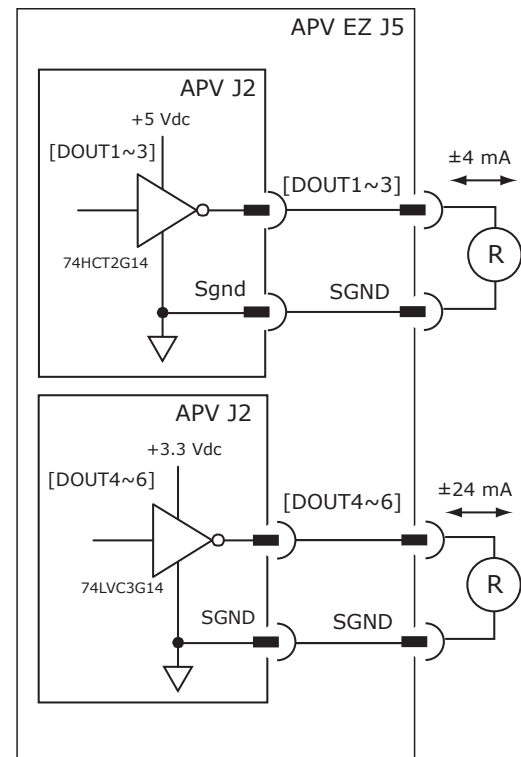 APV EZ J5
APV J2
+5 Vdc
[DOUT1~3]
[DOUT1~3]
±4 mA
R
74HCT2G14
Sgnd
SGND
APV J2
+3.3 Vdc
[DOUT4~6]
[DOUT4~6]
±24 mA
R
74LVC3G14
SGND
SGND